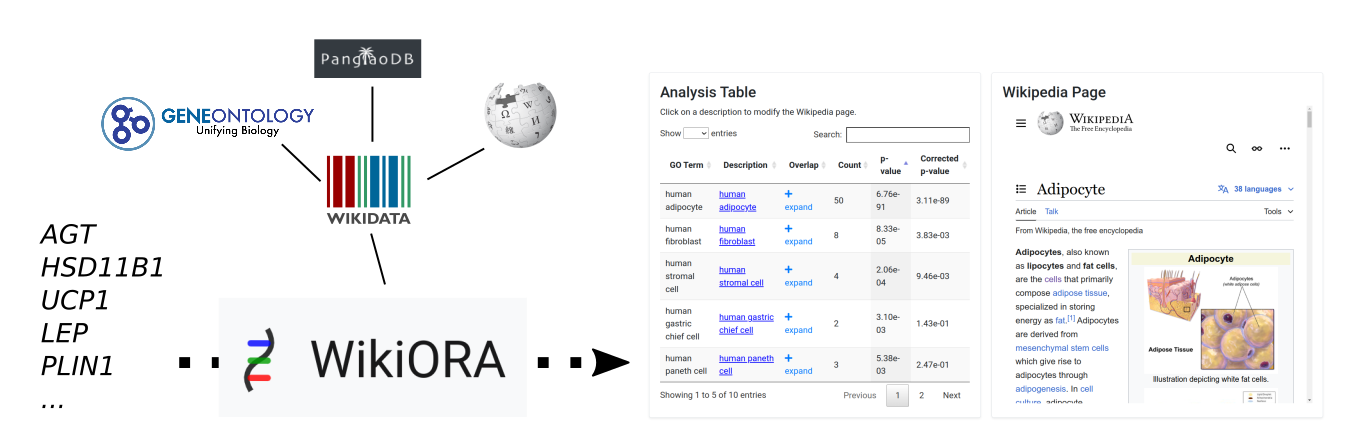 PanglaoDB
GENEONTOLOGY
Unifying Biology
WIKIDATA
AGT
HSD11B1
UCP1
LEP
PLIN1
...
WikiORA
Analysis Table
Click on a description to modify the Wikipedia page.
Show entries
Search:
GO Term Description Overlap Count p-value Corrected p-value
human adipocyte human adipocyte + expand 50 6.76e-91 3.11e-89
human fibroblast human fibroblast + expand 8 8.33e-05 3.83e-03
human stromal cell human stromal cell + expand 4 2.06e-04 9.46e-03
human gastric chief cell human gastric chief cell + expand 2 3.10e-03 1.43e-01
human paneth cell human paneth cell + expand 3 5.38e-03 2.47e-01
Showing 1 to 5 of 10 entries
Previous 1 2 Next
Wikipedia Page
WIKIPEDIA
The Free Encyclopedia
Adipocyte
38 languages
Article Talk
Tools
From Wikipedia, the free encyclopedia
Adipocytes, also known
as lipocytes and fat cells,
are the cells that primarily
compose adipose tissue,
specialized in storing
energy as fat.[1] Adipocytes
are derived from
mesenchymal stem cells
which give rise to
adipocytes through
adipogenesis. In cell
culture, adipocyte
Adipocyte
Adipocytes
(white adipose cells)
Adipose Tissue
Illustration depicting white fat cells.